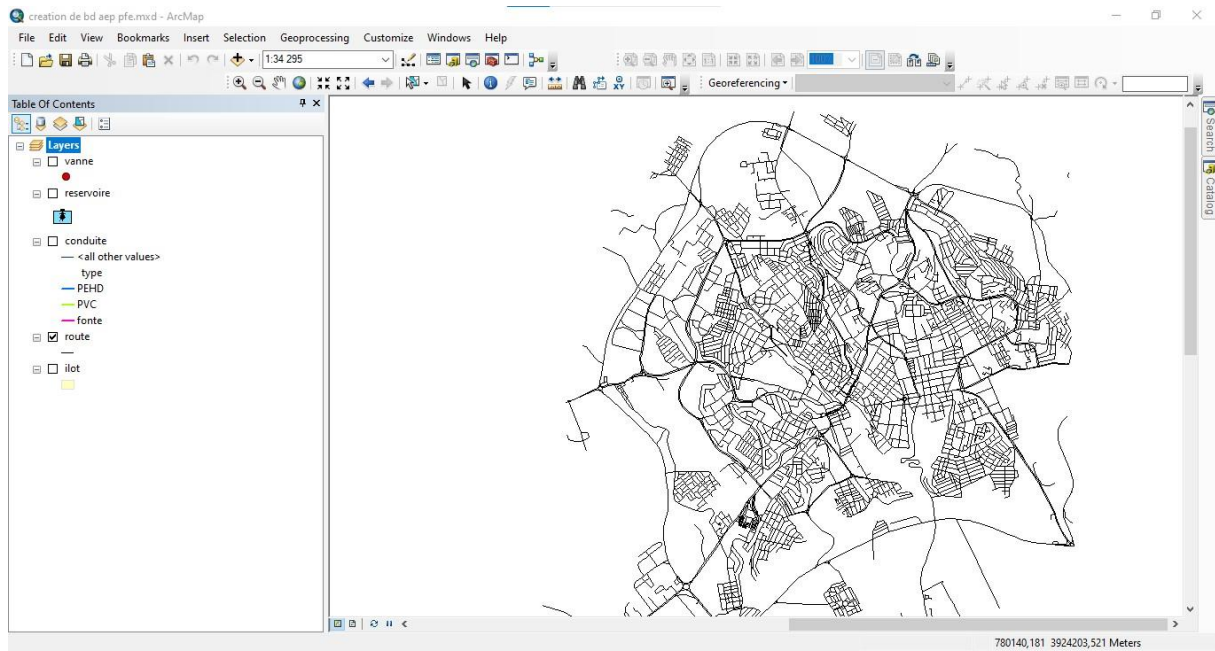 creation de bd aep pfe.mxd - ArcMap
File Edit View Bookmarks Insert Selection Geoprocessing Customize Windows Help
1:34 295
Georeferencing
Table Of Contents
Layers
vanne
reservoire
conduite
<all other values>
type
PEHD
PVC
fonte
route
ilot
Search
Catalog
780140,181 3924203,521 Meters